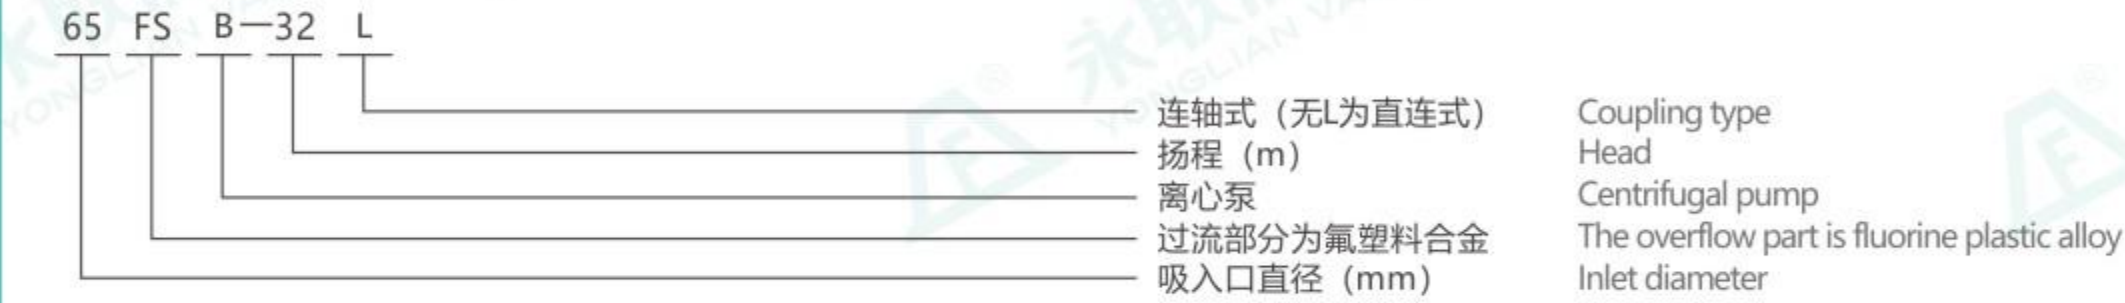 65 FS B—32 L
连轴式（无L为直连式） Coupling type
扬程（m） Head
离心泵 Centrifugal pump
过流部分为氟塑料合金 The overflow part is fluorine plastic alloy
吸入口直径（mm） Inlet diameter